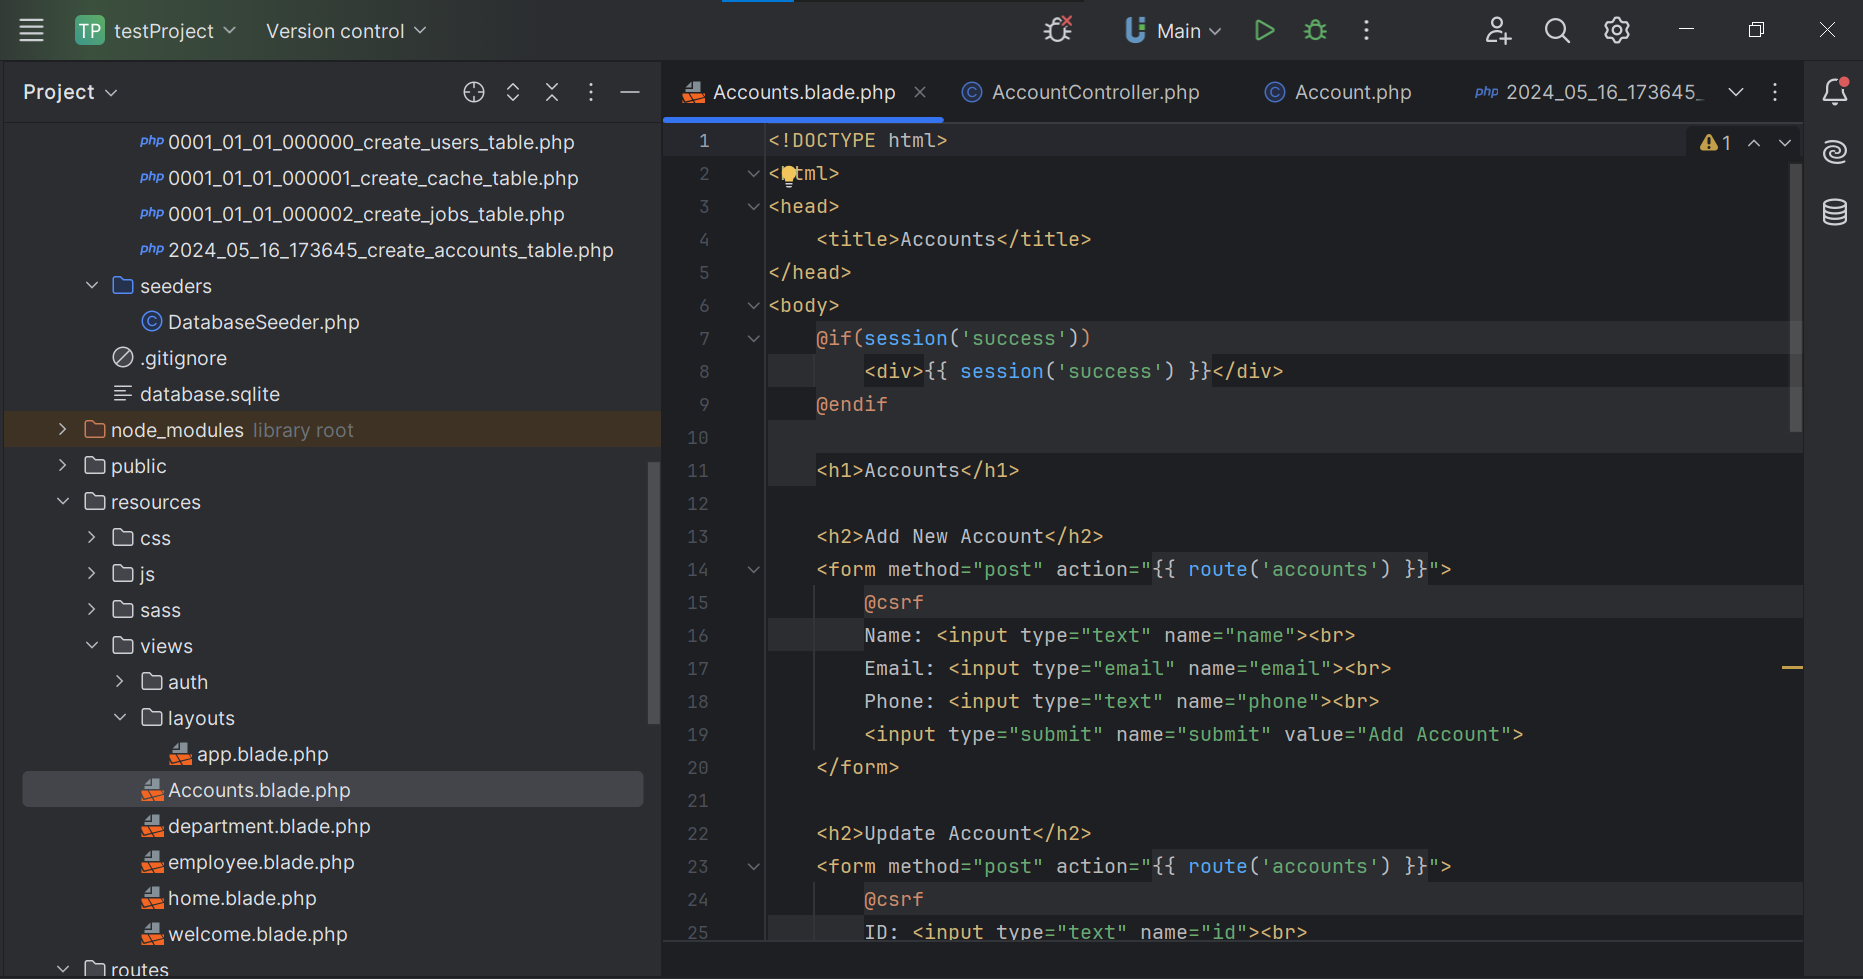 TP testProject Version control Main
Project
Accounts.blade.php AccountController.php Account.php php 2024_05_16_173645_
php 0001_01_01_000000_create_users_table.php
php 0001_01_01_000001_create_cache_table.php
php 0001_01_01_000002_create_jobs_table.php
php 2024_05_16_173645_create_accounts_table.php
seeders
DatabaseSeeder.php
.gitignore
database.sqlite
node_modules library root
public
resources
css
js
sass
views
auth
layouts
app.blade.php
Accounts.blade.php
department.blade.php
employee.blade.php
home.blade.php
welcome.blade.php
routes
1 <!DOCTYPE html>
1
2 <html>
3 <head>
4 <title>Accounts</title>
5 </head>
6 <body>
7 @if(session('success'))
8 <div>{{ session('success') }}</div>
9 @endif
10
11 <h1>Accounts</h1>
12
13 <h2>Add New Account</h2>
14 <form method="post" action="{{ route('accounts') }}">
15 @csrf
16 Name: <input type="text" name="name"><br>
17 Email: <input type="email" name="email"><br>
18 Phone: <input type="text" name="phone"><br>
19 <input type="submit" name="submit" value="Add Account">
20 </form>
21
22 <h2>Update Account</h2>
23 <form method="post" action="{{ route('accounts') }}">
24 @csrf
25 ID: <input type="text" name="id"><br>